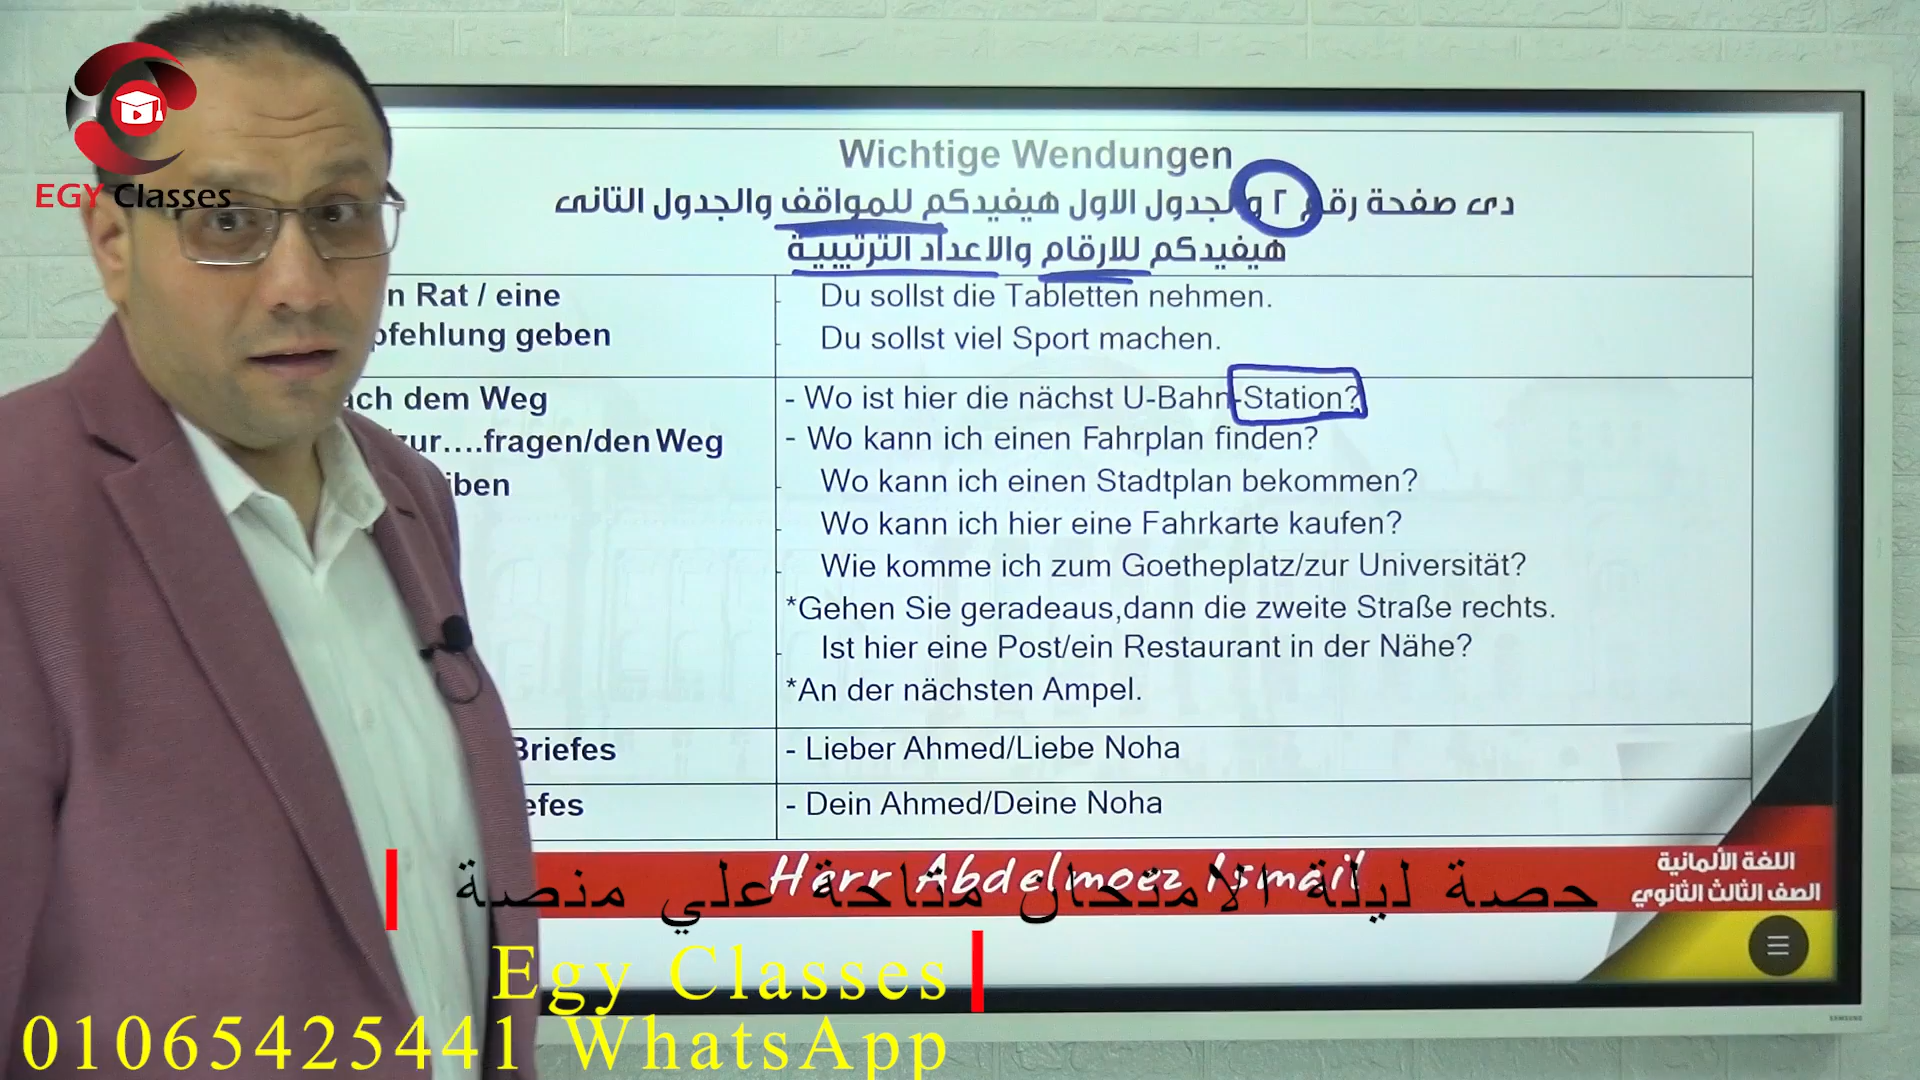 EGY Classes
Wichtige Wendungen
دى صفحة رقم ٢ والجدول الاول هيفيدكم للمواقف والجدول التانى
هيفيدكم للارقام والاعداد الترتيبية
n Rat / eine
pfehlung geben
Du sollst die Tabletten nehmen.
Du sollst viel Sport machen.
ach dem Weg
zur....fragen/den Weg
iben
- Wo ist hier die nächst U-Bahn-Station?
- Wo kann ich einen Fahrplan finden?
Wo kann ich einen Stadtplan bekommen?
Wo kann ich hier eine Fahrkarte kaufen?
Wie komme ich zum Goetheplatz/zur Universität?
*Gehen Sie geradeaus,dann die zweite Straße rechts.
Ist hier eine Post/ein Restaurant in der Nähe?
*An der nächsten Ampel.
Briefes
- Lieber Ahmed/Liebe Noha
efes
- Dein Ahmed/Deine Noha
Herr Abdelmoez Ismail
اللغة الألمانية
الصف الثالث الثانوي
حصة ليلة الامتحان متاحة علي منصة |
Egy Classes |
01065425441 WhatsApp
SAMSUNG